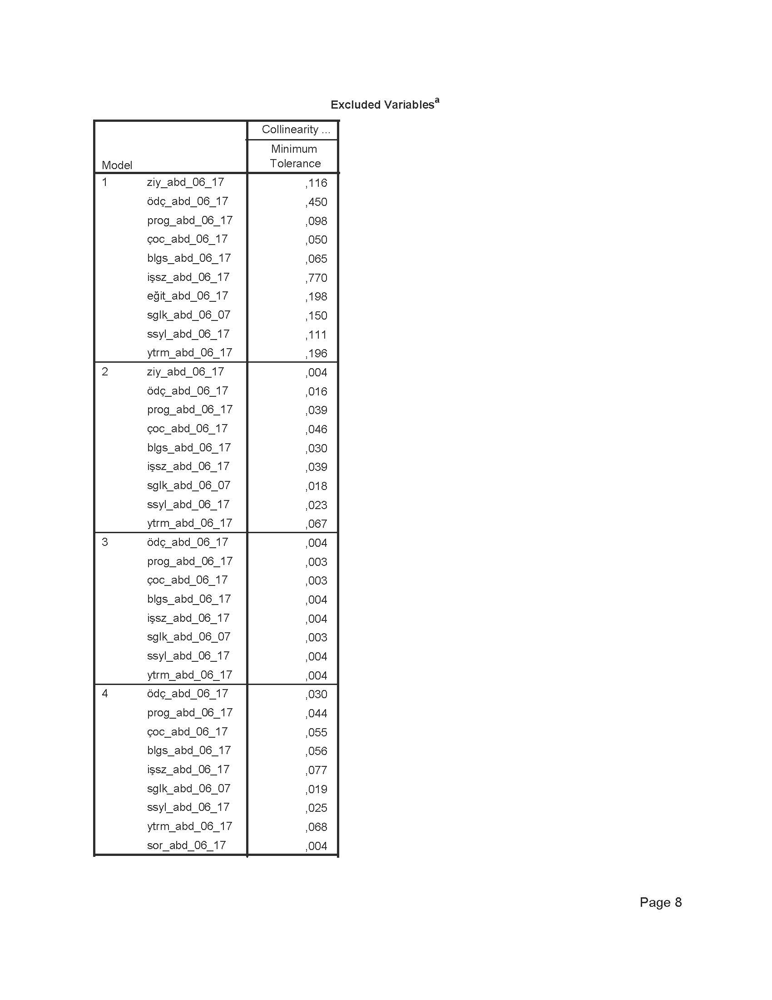 Excluded Variablesa
Collinearity ...
Minimum
Tolerance
Model
1 ziy_abd_06_17 ,116
ödç_abd_06_17 ,450
prog_abd_06_17 ,098
çoc_abd_06_17 ,050
blgs_abd_06_17 ,065
işsz_abd_06_17 ,770
eğit_abd_06_17 ,198
sglk_abd_06_07 ,150
ssyl_abd_06_17 ,111
ytrm_abd_06_17 ,196
2 ziy_abd_06_17 ,004
ödç_abd_06_17 ,016
prog_abd_06_17 ,039
çoc_abd_06_17 ,046
blgs_abd_06_17 ,030
işsz_abd_06_17 ,039
sglk_abd_06_07 ,018
ssyl_abd_06_17 ,023
ytrm_abd_06_17 ,067
3 ödç_abd_06_17 ,004
prog_abd_06_17 ,003
çoc_abd_06_17 ,003
blgs_abd_06_17 ,004
işsz_abd_06_17 ,004
sglk_abd_06_07 ,003
ssyl_abd_06_17 ,004
ytrm_abd_06_17 ,004
4 ödç_abd_06_17 ,030
prog_abd_06_17 ,044
çoc_abd_06_17 ,055
blgs_abd_06_17 ,056
işsz_abd_06_17 ,077
sglk_abd_06_07 ,019
ssyl_abd_06_17 ,025
ytrm_abd_06_17 ,068
sor_abd_06_17 ,004
Page 8